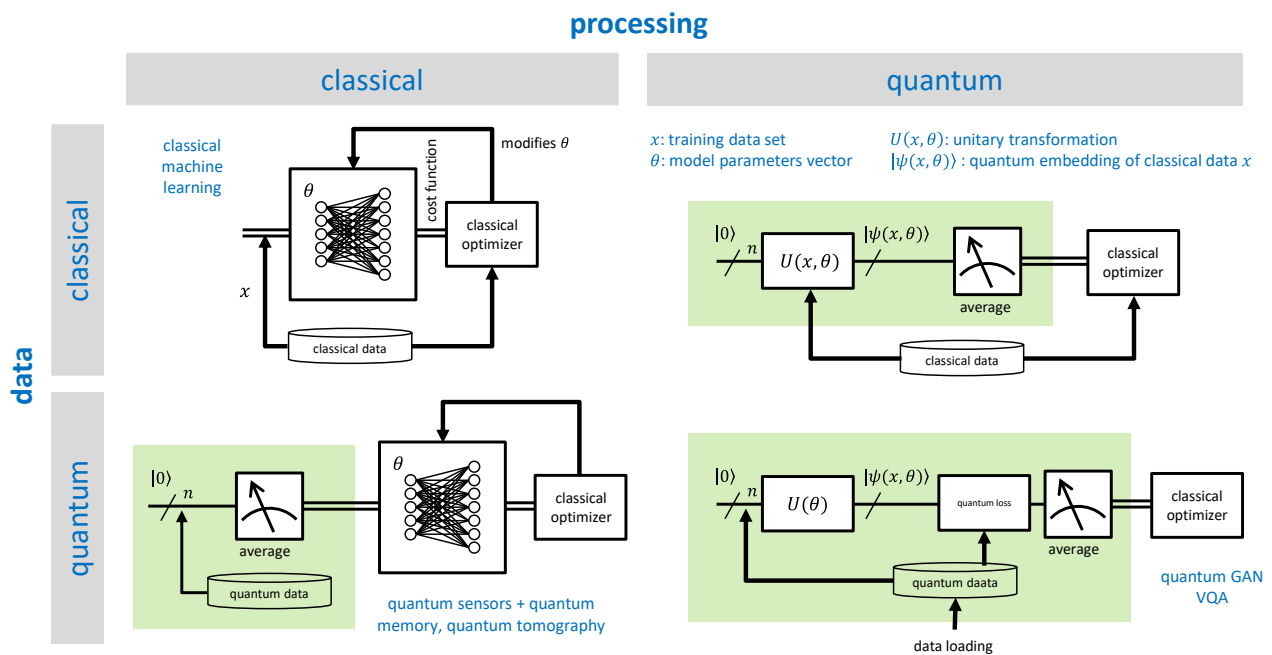 processing
classical
quantum
data
classical
quantum
classical
machine
learning
modifies θ
θ
cost function
classical
optimizer
x
classical data
x: training data set
θ: model parameters vector
U(x, θ): unitary transformation
|ψ(x, θ)⟩ : quantum embedding of classical data x
|0⟩
n
U(x, θ)
|ψ(x, θ)⟩
average
classical
optimizer
classical data
|0⟩
n
average
quantum data
θ
classical
optimizer
quantum sensors + quantum
memory, quantum tomography
|0⟩
n
U(θ)
|ψ(x, θ)⟩
quantum loss
average
classical
optimizer
quantum daata
data loading
quantum GAN
VQA